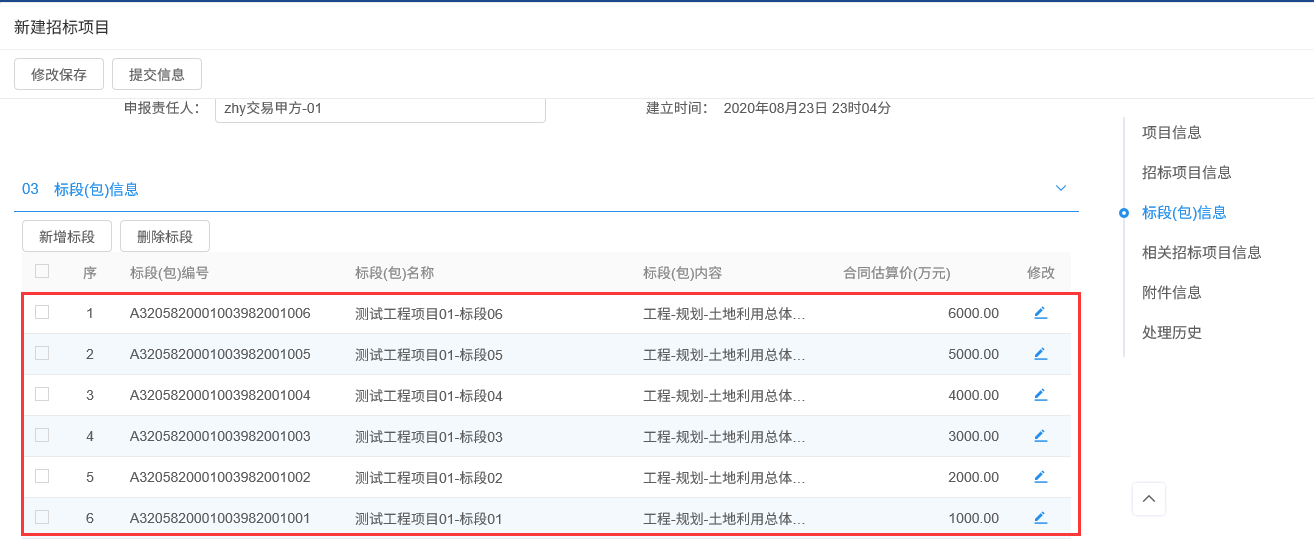 新建招标项目
修改保存 提交信息
申报责任人： zhy交易甲方-01 建立时间： 2020年08月23日 23时04分
03 标段(包)信息
新增标段 删除标段
序 标段(包)编号 标段(包)名称 标段(包)内容 合同估算价(万元) 修改
1 A3205820001003982001006 测试工程项目01-标段06 工程-规划-土地利用总体... 6000.00
2 A3205820001003982001005 测试工程项目01-标段05 工程-规划-土地利用总体... 5000.00
3 A3205820001003982001004 测试工程项目01-标段04 工程-规划-土地利用总体... 4000.00
4 A3205820001003982001003 测试工程项目01-标段03 工程-规划-土地利用总体... 3000.00
5 A3205820001003982001002 测试工程项目01-标段02 工程-规划-土地利用总体... 2000.00
6 A3205820001003982001001 测试工程项目01-标段01 工程-规划-土地利用总体... 1000.00
项目信息
招标项目信息
标段(包)信息
相关招标项目信息
附件信息
处理历史